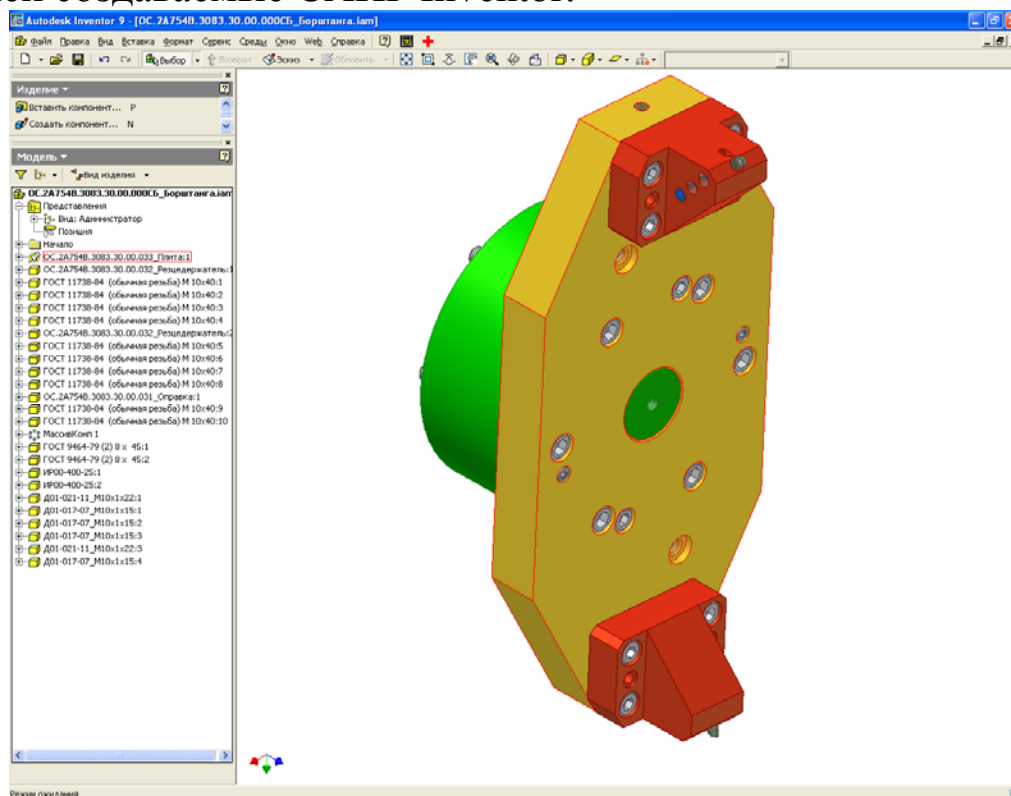 создаваемые
Autodesk Inventor 9 - [ОС.2А754В.3083.30.00.000СБ_Борштанга.iam]
Файл Правка Вид Вставка Формат Сервис Среды Окно Web Справка
Выбор Возврат Эскиз Обновить
Изделие
Вставить компонент... P
Создать компонент... N
Модель
Вид изделия
ОС.2А754В.3083.30.00.000СБ_Борштанга.iam
Представления
Вид: Администратор
Позиция
Начало
ОС.2А754В.3083.30.00.033_Плита:1
ОС.2А754В.3083.30.00.032_Резцедержатель:1
ГОСТ 11738-84 (обычная резьба) М 10х40:1
ГОСТ 11738-84 (обычная резьба) М 10х40:2
ГОСТ 11738-84 (обычная резьба) М 10х40:3
ГОСТ 11738-84 (обычная резьба) М 10х40:4
ОС.2А754В.3083.30.00.032_Резцедержатель:2
ГОСТ 11738-84 (обычная резьба) М 10х40:5
ГОСТ 11738-84 (обычная резьба) М 10х40:6
ГОСТ 11738-84 (обычная резьба) М 10х40:7
ГОСТ 11738-84 (обычная резьба) М 10х40:8
ОС.2А754В.3083.30.00.031_Оправка:1
ГОСТ 11738-84 (обычная резьба) М 10х40:9
ГОСТ 11738-84 (обычная резьба) М 10х40:10
МассивКомп 1
ГОСТ 9464-79 (2) 8 х 45:1
ГОСТ 9464-79 (2) 8 х 45:2
ИР00-400-25:1
ИР00-400-25:2
Д01-021-11_М10х1х22:1
Д01-017-07_М10х1х15:1
Д01-017-07_М10х1х15:2
Д01-017-07_М10х1х15:3
Д01-021-11_М10х1х22:3
Д01-017-07_М10х1х15:4
Режим ожидания